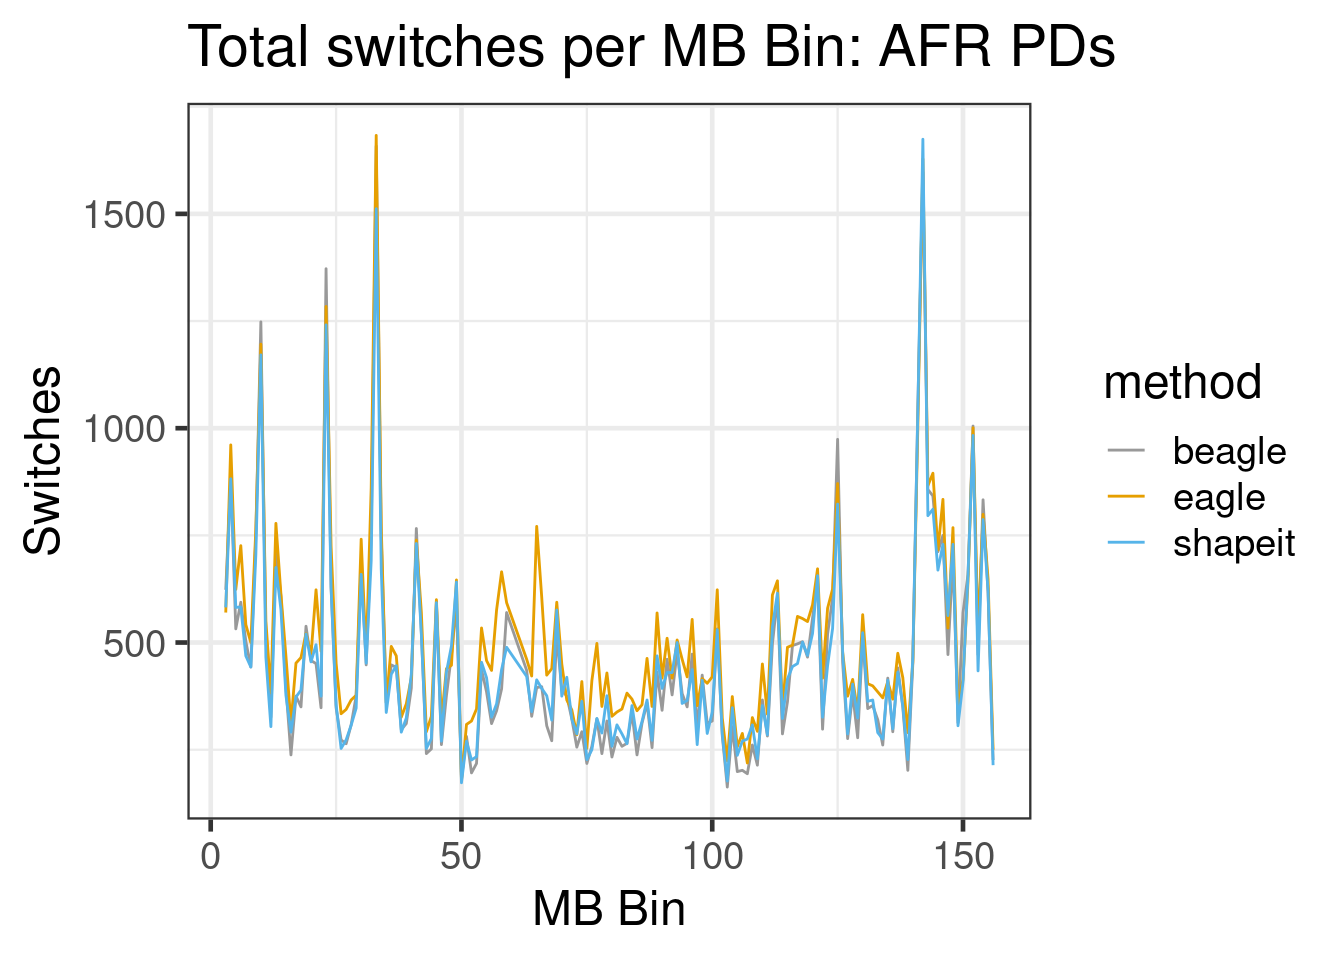 Total switches per MB Bin: AFR PDs
Switches
1500
1000
500
0
50
100
150
MB Bin
method
beagle
eagle
shapeit